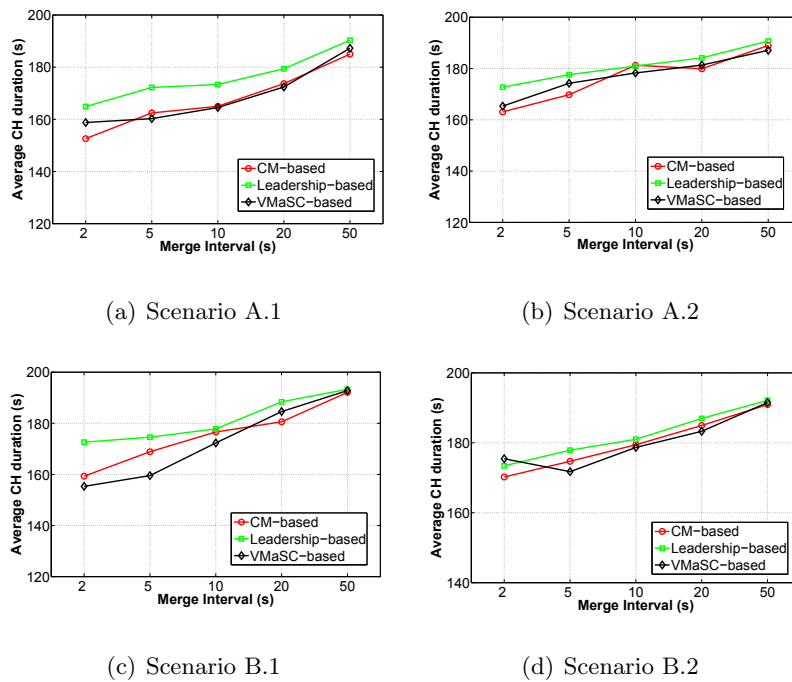 200
180
160
140
120
Average CH duration (s)
CM−based
Leadership−based
VMaSC−based
2 5 10 20 50
Merge Interval (s)
(a) Scenario A.1
200
180
160
140
120
Average CH duration (s)
CM−based
Leadership−based
VMaSC−based
2 5 10 20 50
Merge Interval (s)
(b) Scenario A.2
200
180
160
140
120
Average CH duration (s)
CM−based
Leadership−based
VMaSC−based
2 5 10 20 50
Merge Interval (s)
(c) Scenario B.1
200
180
160
140
Average CH duration (s)
CM−based
Leadership−based
VMaSC−based
2 5 10 20 50
Merge Interval (s)
(d) Scenario B.2